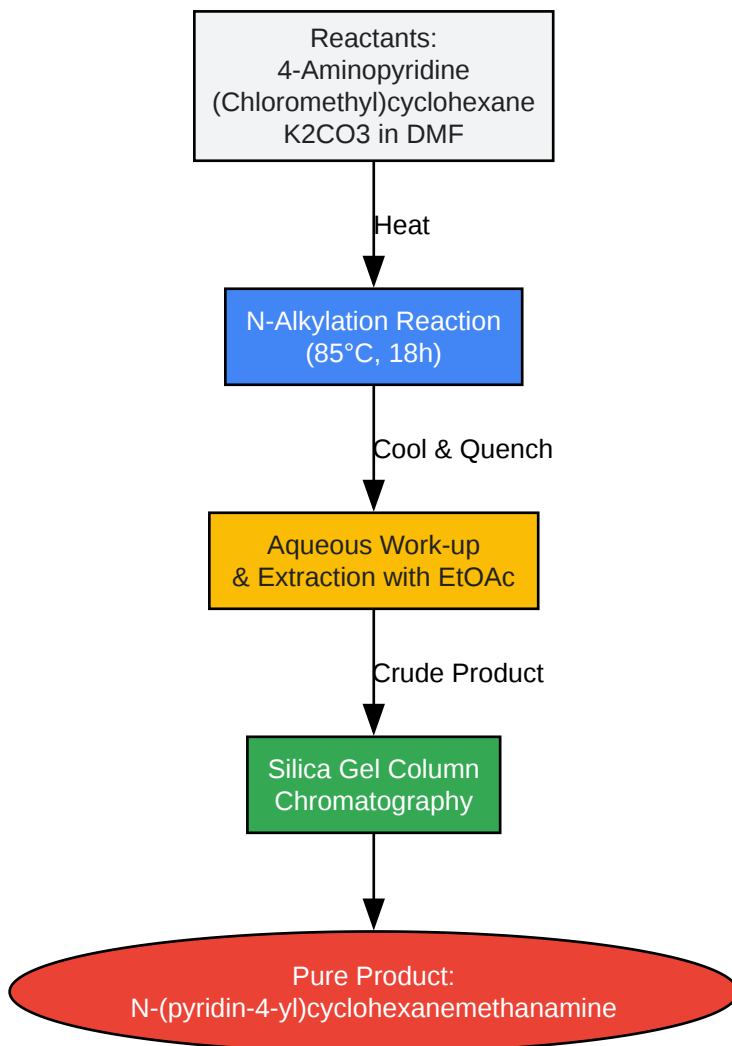 Reactants:
4-Aminopyridine
(Chloromethyl)cyclohexane
K2CO3 in DMF
Heat
N-Alkylation Reaction
(85°C, 18h)
Cool & Quench
Aqueous Work-up
& Extraction with EtOAc
Crude Product
Silica Gel Column
Chromatography
Pure Product:
N-(pyridin-4-yl)cyclohexanemethanamine